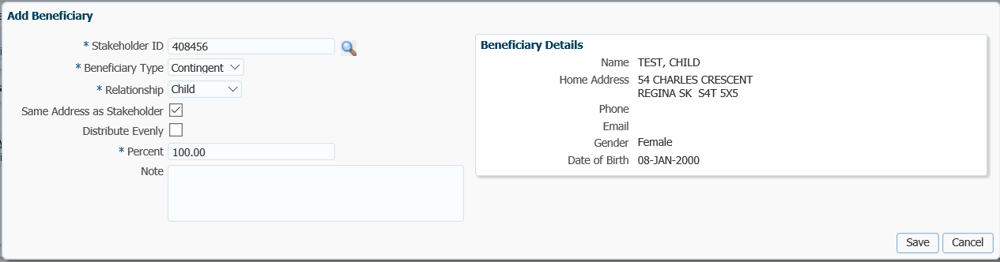 Add Beneficiary
* Stakeholder ID 408456
* Beneficiary Type Contingent
* Relationship Child
Same Address as Stakeholder
Distribute Evenly
* Percent 100.00
Note
Beneficiary Details
Name TEST, CHILD
Home Address 54 CHARLES CRESCENT
REGINA SK S4T 5X5
Phone
Email
Gender Female
Date of Birth 08-JAN-2000
Save Cancel